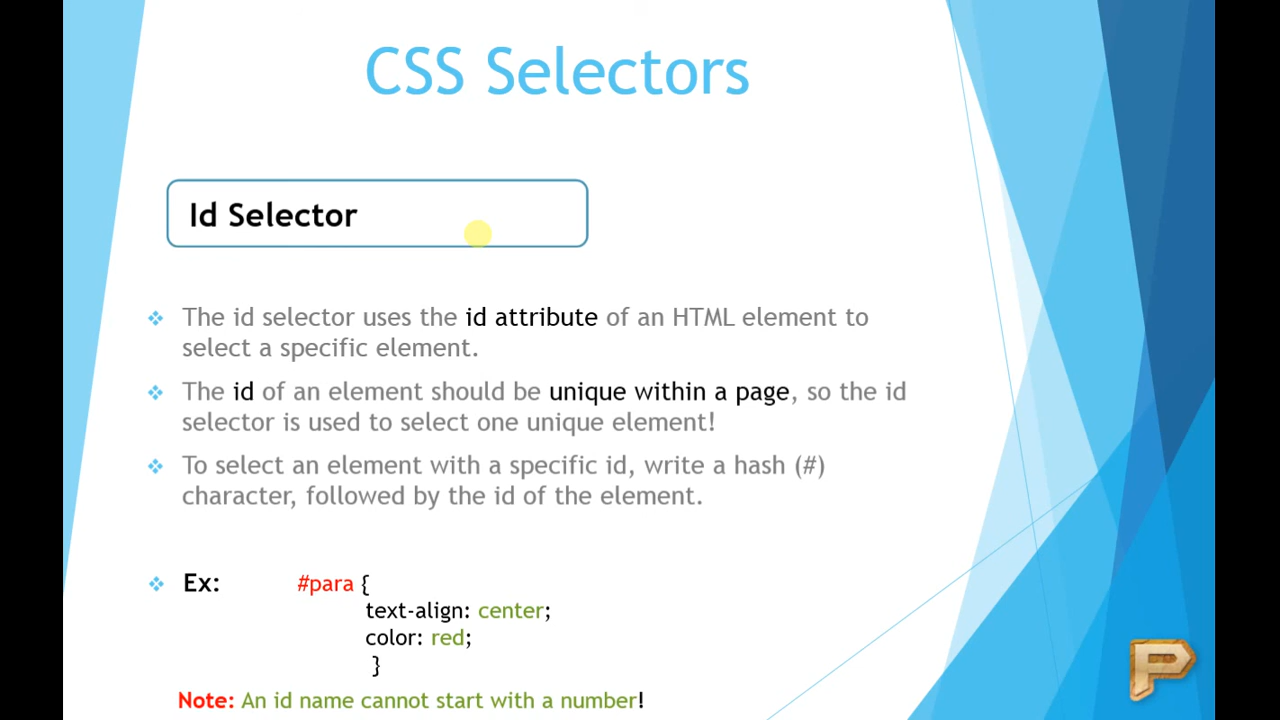 CSS Selectors
Id Selector
The id selector uses the id attribute of an HTML element to
select a specific element.
The id of an element should be unique within a page, so the id
selector is used to select one unique element!
To select an element with a specific id, write a hash (#)
character, followed by the id of the element.
Ex: #para {
text-align: center;
color: red;
}
Note: An id name cannot start with a number!
P